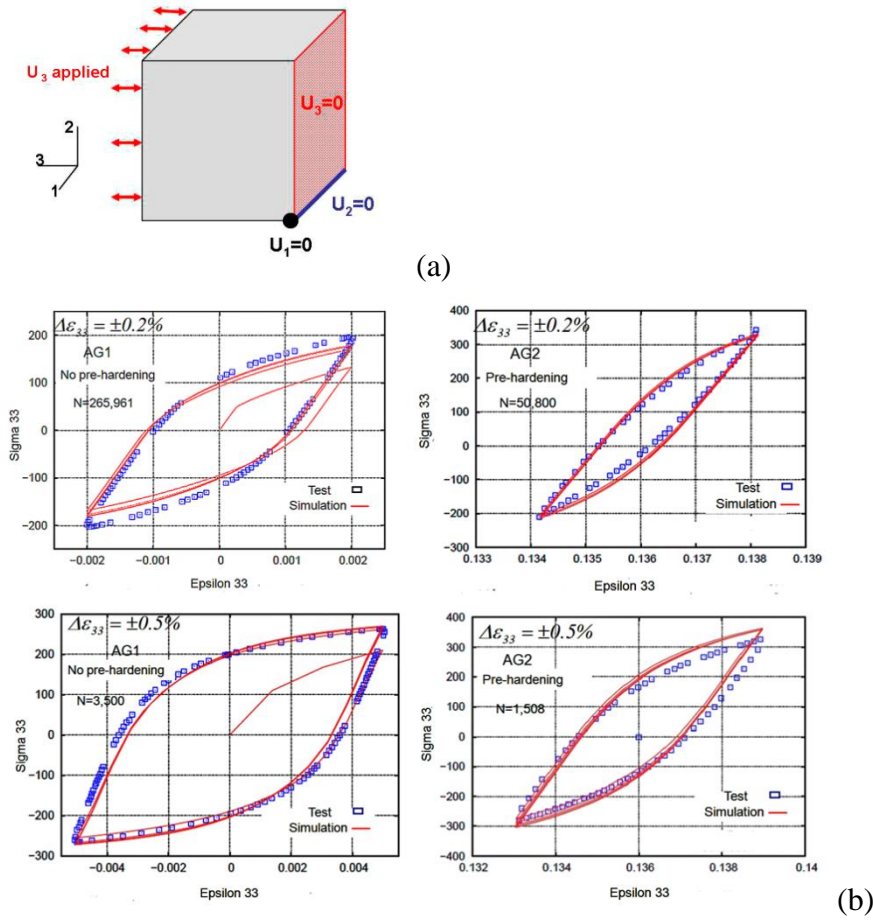 U3 applied
U3=0
2
3
1
U2=0
U1=0
(a)
Δε33 = ±0.2%
AG1
No pre-hardening
N=265,961
Test
Simulation
Sigma 33
200
100
0
−100
−200
−0.002
−0.001
0
0.001
0.002
Epsilon 33
Δε33 = ±0.2%
AG2
Pre-hardening
N=50,800
Test
Simulation
Sigma 33
400
300
200
100
0
−100
−200
−300
0.133
0.134
0.135
0.136
0.137
0.138
0.139
Epsilon 33
Δε33 = ±0.5%
AG1
No pre-hardening
N=3,500
Test
Simulation
Sigma 33
300
200
100
0
−100
−200
−300
−0.004
−0.002
0
0.002
0.004
Epsilon 33
Δε33 = ±0.5%
AG2
Pre-hardening
N=1,508
Test
Simulation
Sigma 33
400
300
200
100
0
−100
−200
−300
−400
0.132
0.134
0.136
0.138
0.14
Epsilon 33
(b)